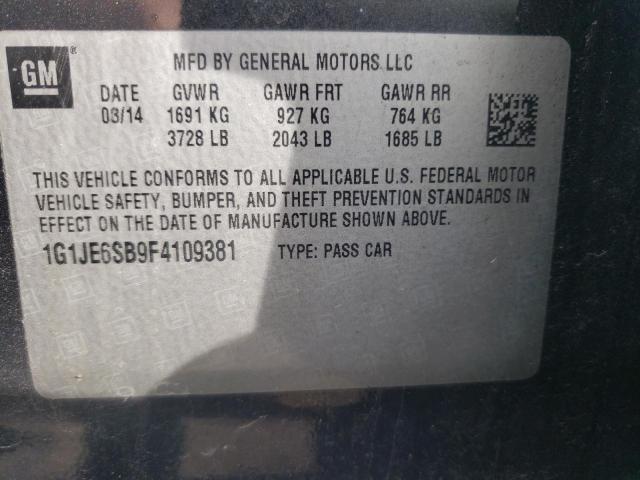 GM®
MFD BY GENERAL MOTORS LLC
DATE GVWR GAWR FRT GAWR RR
03/14 1691 KG 927 KG 764 KG
3728 LB 2043 LB 1685 LB
THIS VEHICLE CONFORMS TO ALL APPLICABLE U.S. FEDERAL MOTOR
VEHICLE SAFETY, BUMPER, AND THEFT PREVENTION STANDARDS IN
EFFECT ON THE DATE OF MANUFACTURE SHOWN ABOVE.
1G1JE6SB9F4109381 TYPE: PASS CAR